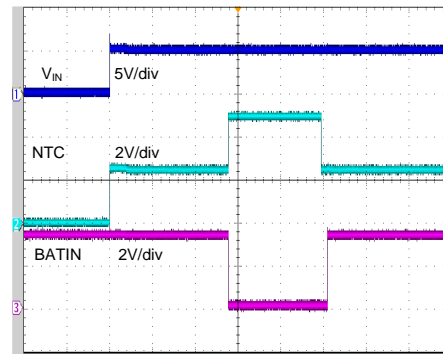 V_IN 5V/div
1
NTC 2V/div
2
BATIN 2V/div
3